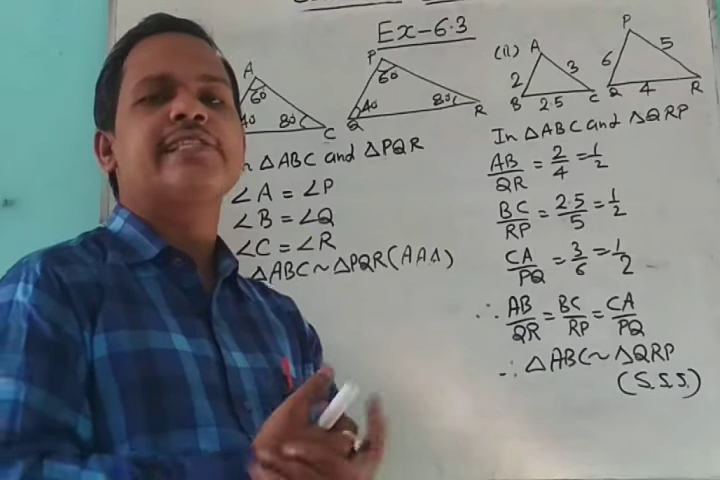 Ex-6.3
A
60
40
80
C
P
60
40
80
Q
R
In ΔABC and ΔPQR
∠A = ∠P
∠B = ∠Q
∠C = ∠R
ΔABC ~ ΔPQR (AAA)
(ii)
A
2
3
B
2.5
C
P
6
5
Q
4
R
In ΔABC and ΔQRP
AB/QR = 2/4 = 1/2
BC/RP = 2.5/5 = 1/2
CA/PQ = 3/6 = 1/2
∴ AB/QR = BC/RP = CA/PQ
∴ ΔABC ~ ΔQRP
(S.S.S)